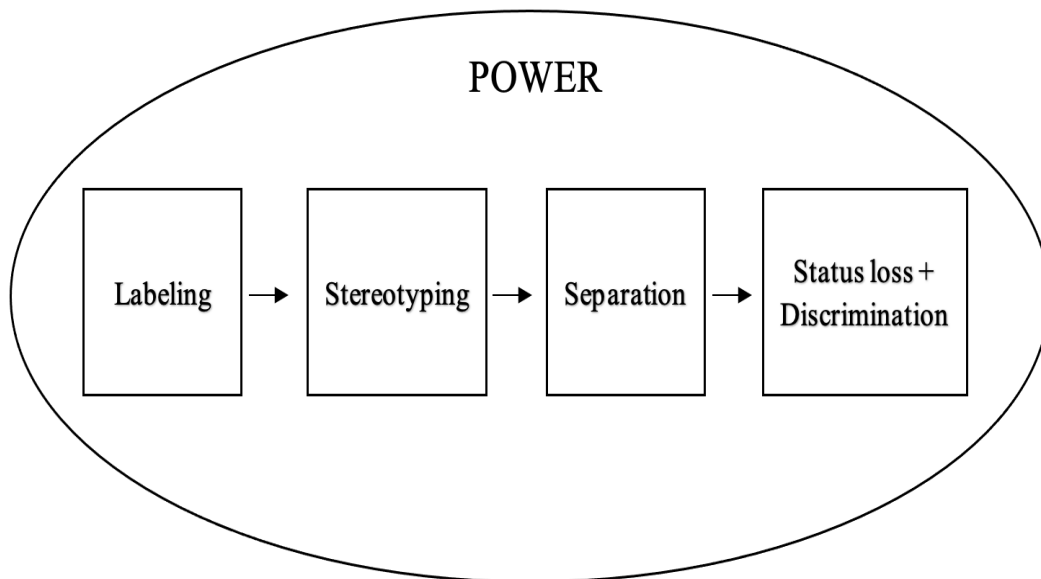 POWER
Labeling
Stereotyping
Separation
Status loss +
Discrimination